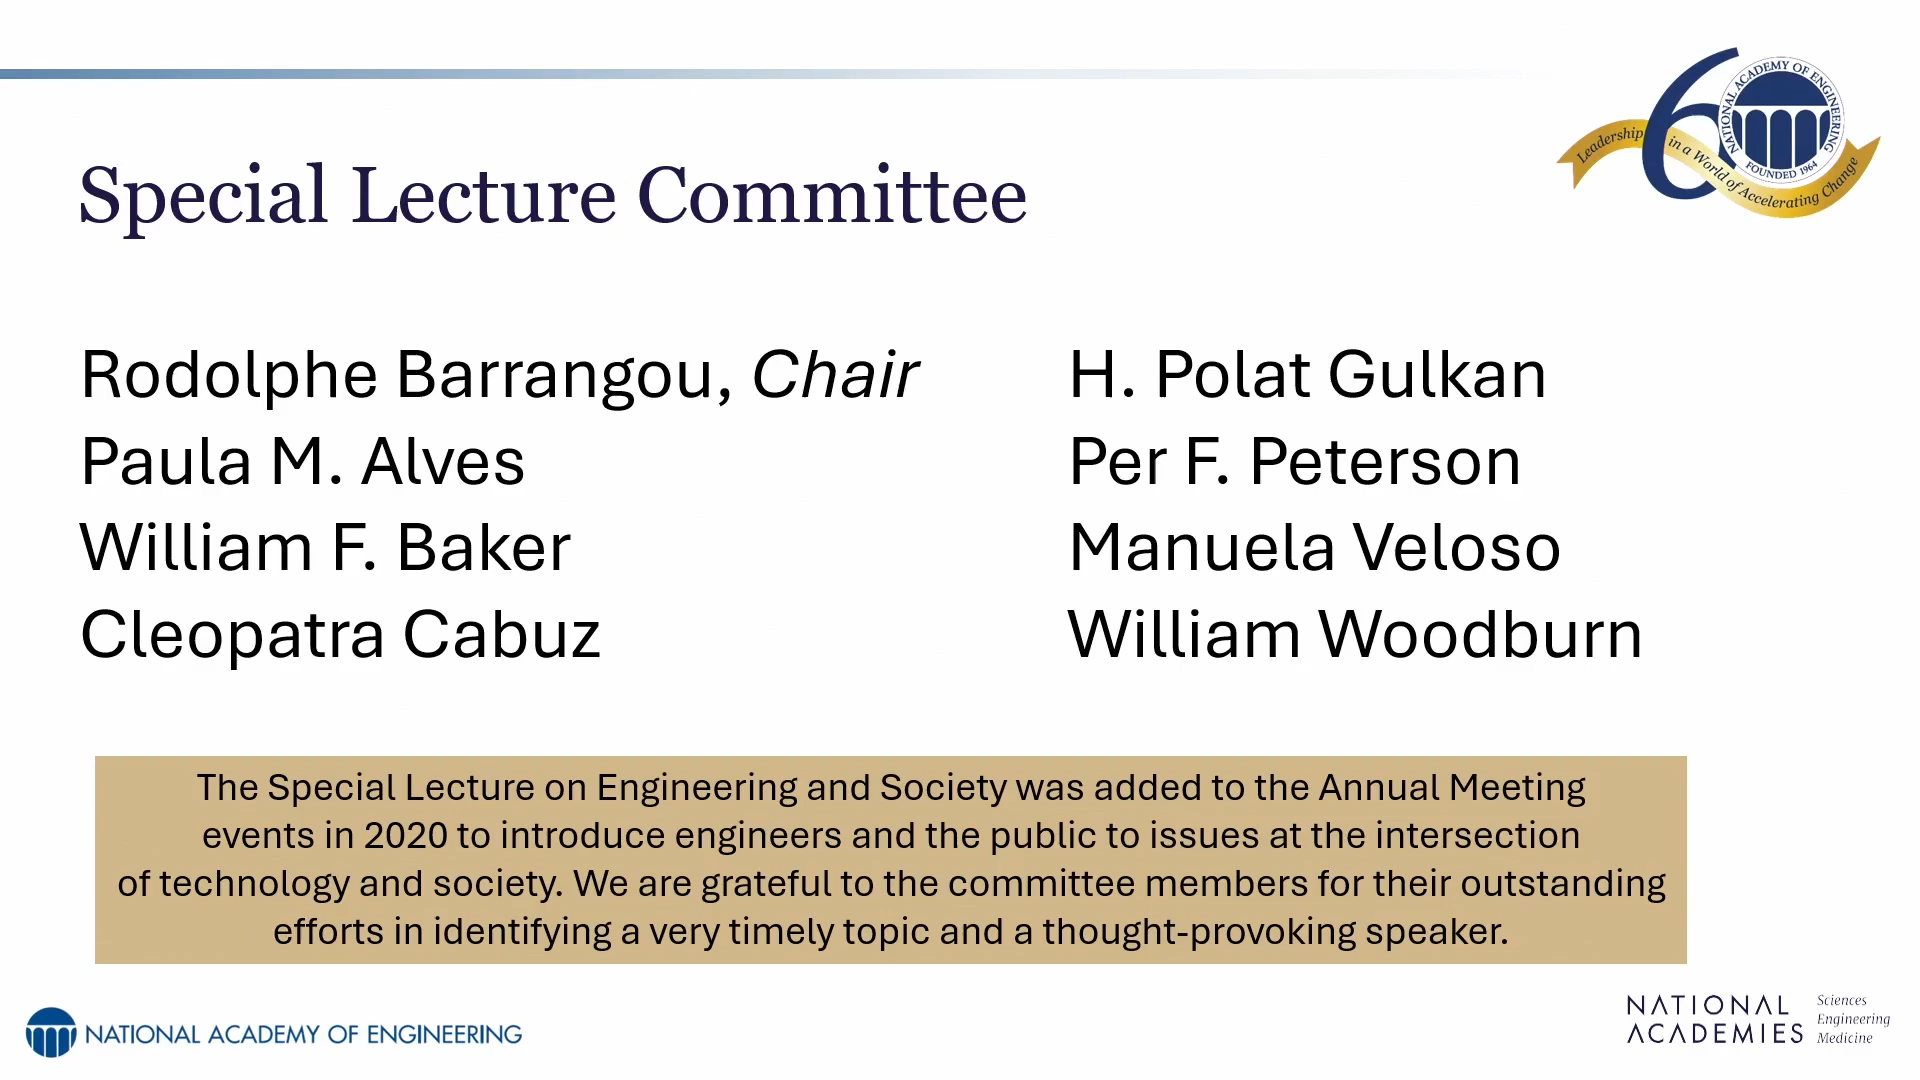 NATIONAL ACADEMY OF ENGINEERING
FOUNDED 1964
60
Leadership in a World of Accelerating Change
Special Lecture Committee
Rodolphe Barrangou, Chair
Paula M. Alves
William F. Baker
Cleopatra Cabuz
H. Polat Gulkan
Per F. Peterson
Manuela Veloso
William Woodburn
The Special Lecture on Engineering and Society was added to the Annual Meeting
events in 2020 to introduce engineers and the public to issues at the intersection
of technology and society. We are grateful to the committee members for their outstanding
efforts in identifying a very timely topic and a thought-provoking speaker.
NATIONAL ACADEMY OF ENGINEERING
NATIONAL
ACADEMIES
Sciences
Engineering
Medicine